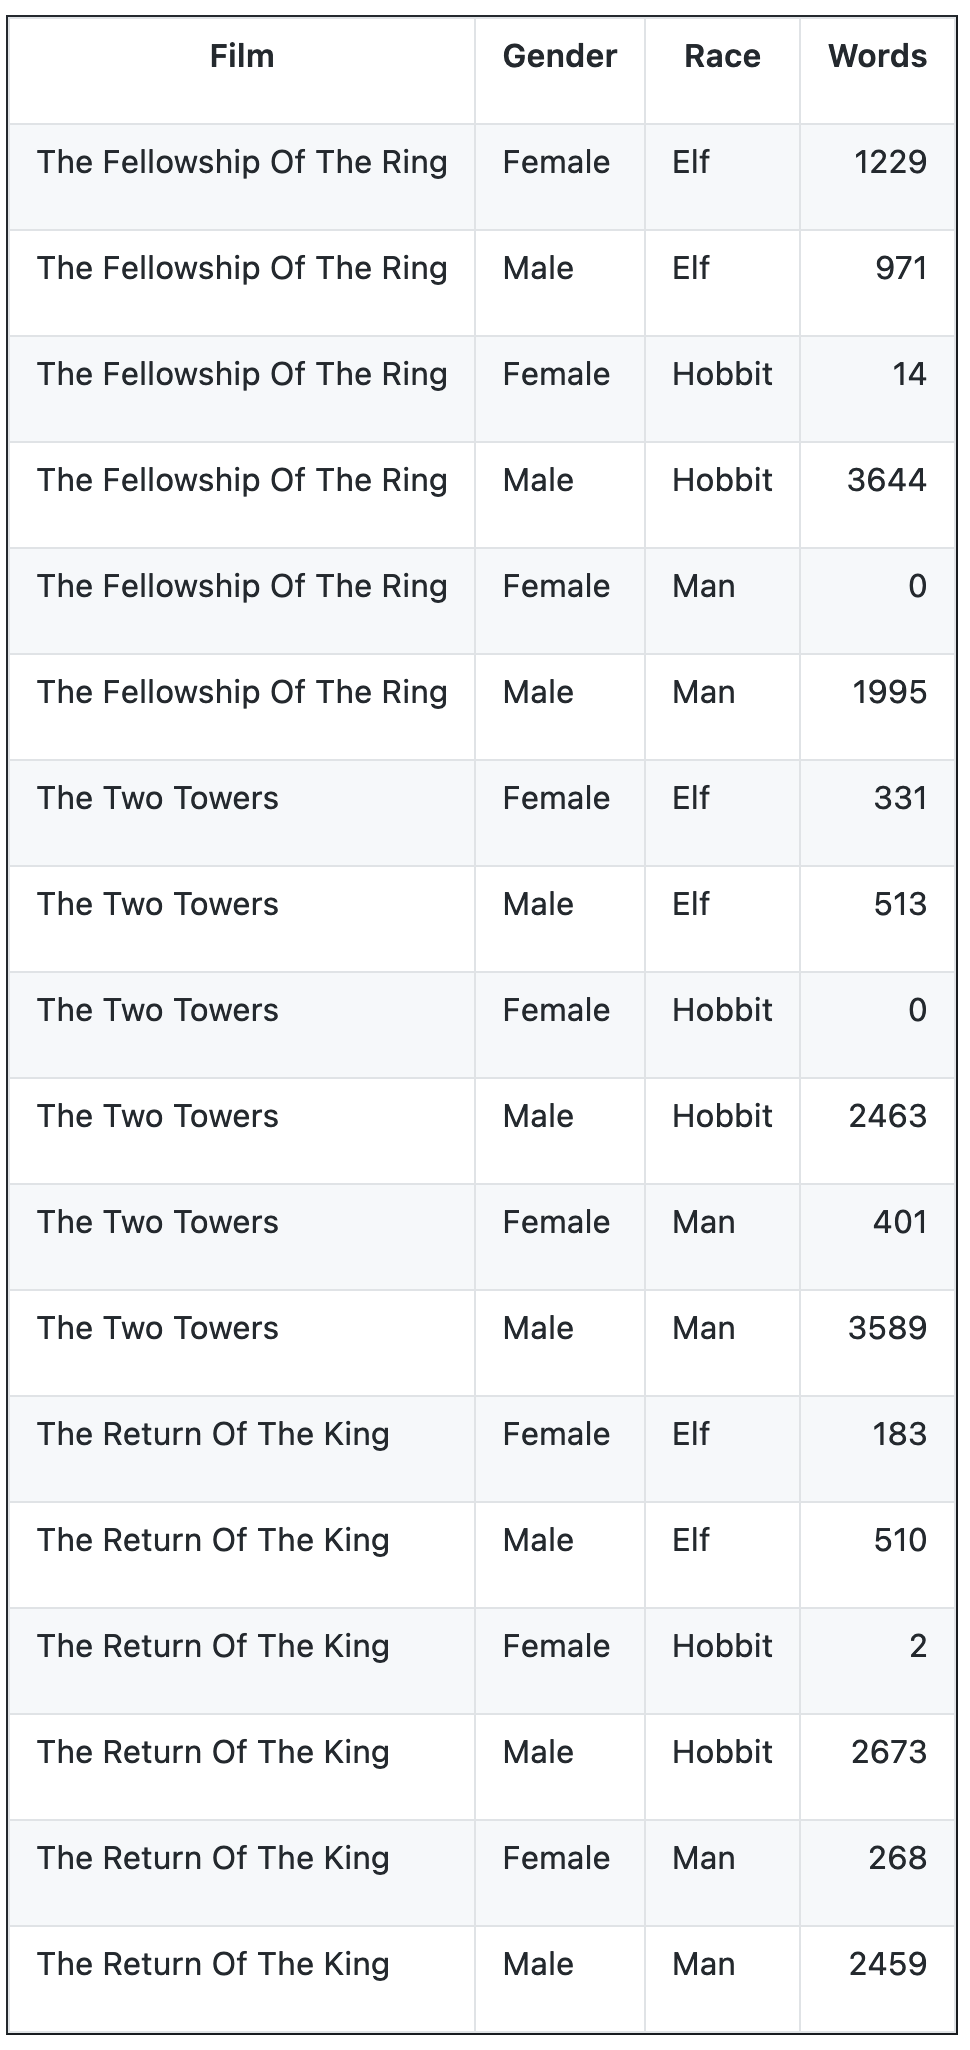 Film Gender Race Words
The Fellowship Of The Ring Female Elf 1229
The Fellowship Of The Ring Male Elf 971
The Fellowship Of The Ring Female Hobbit 14
The Fellowship Of The Ring Male Hobbit 3644
The Fellowship Of The Ring Female Man 0
The Fellowship Of The Ring Male Man 1995
The Two Towers Female Elf 331
The Two Towers Male Elf 513
The Two Towers Female Hobbit 0
The Two Towers Male Hobbit 2463
The Two Towers Female Man 401
The Two Towers Male Man 3589
The Return Of The King Female Elf 183
The Return Of The King Male Elf 510
The Return Of The King Female Hobbit 2
The Return Of The King Male Hobbit 2673
The Return Of The King Female Man 268
The Return Of The King Male Man 2459